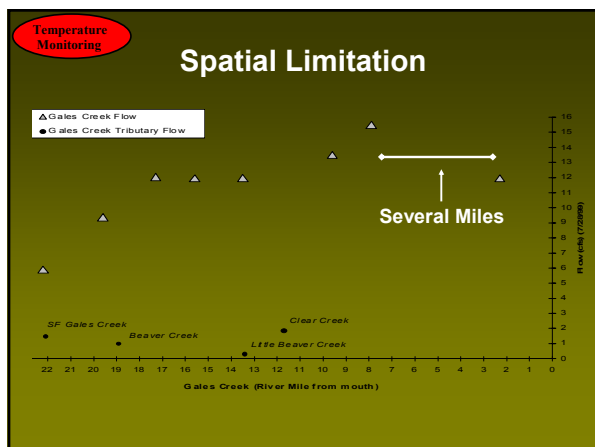 Temperature
Monitoring
Spatial Limitation
Gales Creek Flow
Gales Creek Tributary Flow
16
15
14
13
12
11
10
9
8
7
6
5
4
3
2
1
0
Flow(cfs) (7/28/99)
Several Miles
SF Gales Creek
Beaver Creek
Little Beaver Creek
Clear Creek
22 21 20 19 18 17 16 15 14 13 12 11 10 9 8 7 6 5 4 3 2 1 0
Gales Creek (River Mile from mouth)